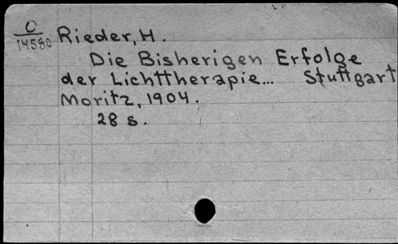 C
14580
Rieder, H.
Die Bisherigen Erfolge
der Lichttherapie... Stuttgart
Moritz, 1904.
28 s.